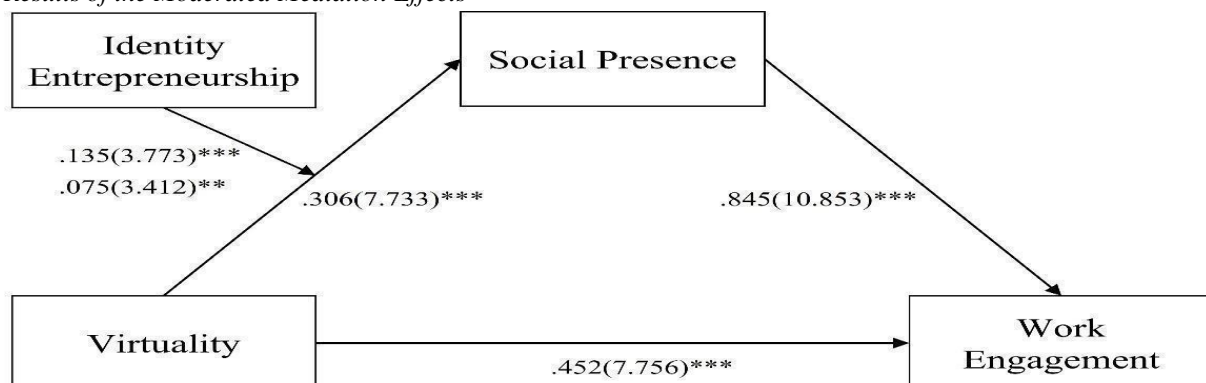 Results of the Moderated Mediation Effects
Identity
Entrepreneurship
Social Presence
.135(3.773)***
.075(3.412)**
.306(7.733)***
.845(10.853)***
Virtuality
.452(7.756)***
Work
Engagement